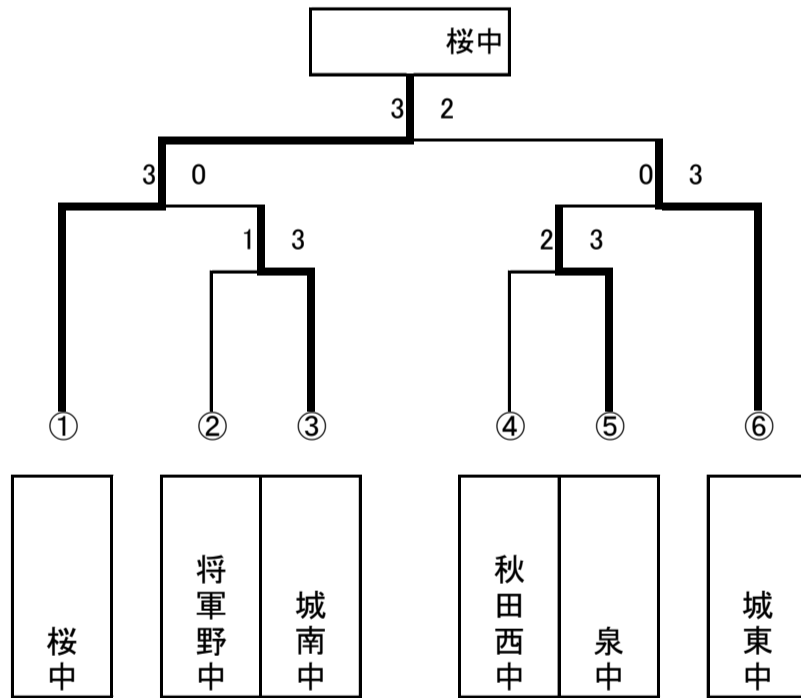 桜中
3 2
3 0
0 3
1 3
2 3
① ② ③ ④ ⑤ ⑥
桜中
将軍野中
城南中
秋田西中
泉中
城東中